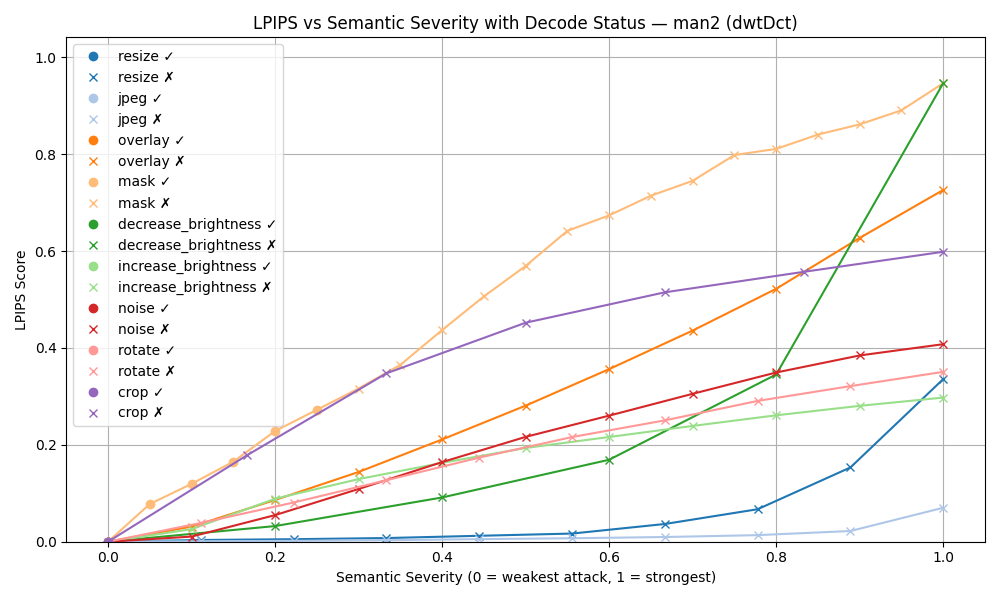 LPIPS vs Semantic Severity with Decode Status — man2 (dwtDct)
1.0
0.8
0.6
0.4
0.2
0.0
LPIPS Score
resize ✓
resize ✗
jpeg ✓
jpeg ✗
overlay ✓
overlay ✗
mask ✓
mask ✗
decrease_brightness ✓
decrease_brightness ✗
increase_brightness ✓
increase_brightness ✗
noise ✓
noise ✗
rotate ✓
rotate ✗
crop ✓
crop ✗
0.0 0.2 0.4 0.6 0.8 1.0
Semantic Severity (0 = weakest attack, 1 = strongest)